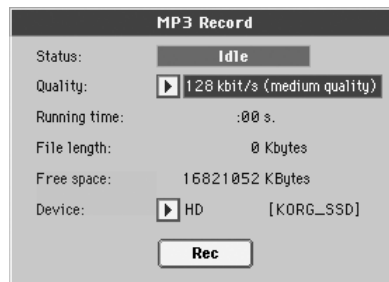 MP3 Record
Status: Idle
Quality: 128 kbit/s (medium quality)
Running time: :00 s.
File length: 0 Kbytes
Free space: 16821052 KBytes
Device: HD [KORG_SSD]
Rec